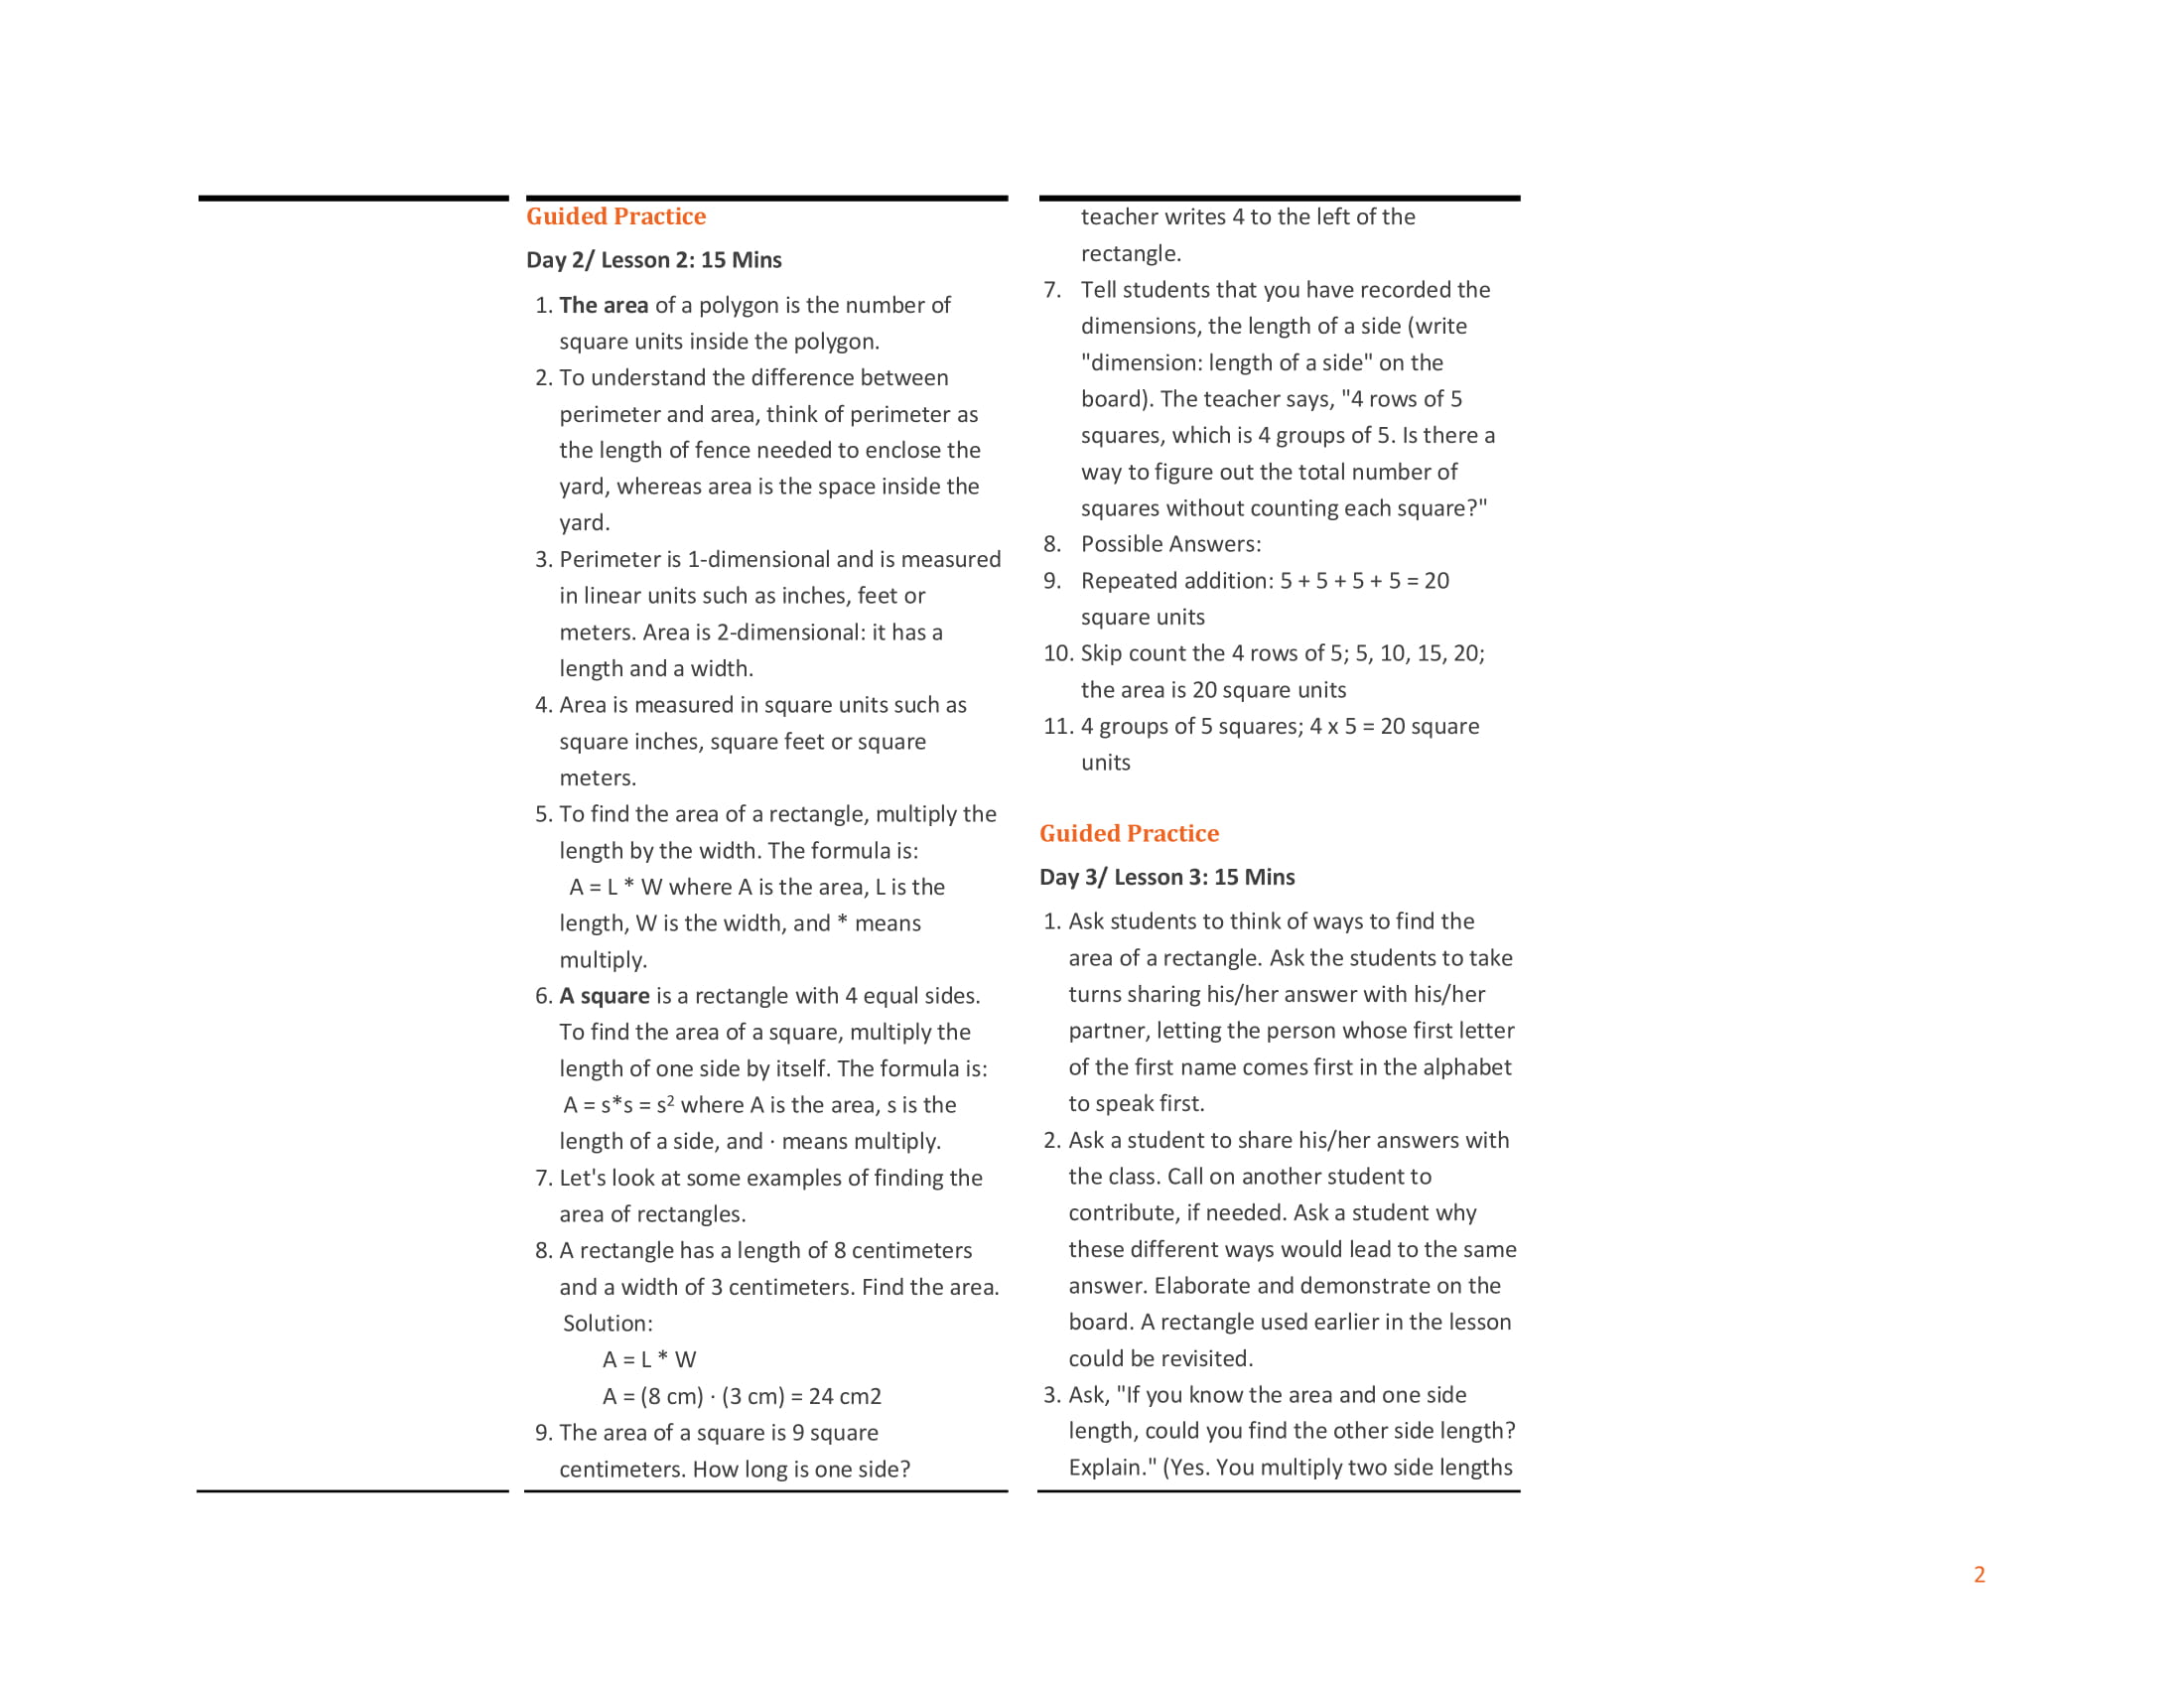 Guided Practice
Day 2/ Lesson 2: 15 Mins
1. The area of a polygon is the number of
square units inside the polygon.
2. To understand the difference between
perimeter and area, think of perimeter as
the length of fence needed to enclose the
yard, whereas area is the space inside the
yard.
3. Perimeter is 1-dimensional and is measured
in linear units such as inches, feet or
meters. Area is 2-dimensional: it has a
length and a width.
4. Area is measured in square units such as
square inches, square feet or square
meters.
5. To find the area of a rectangle, multiply the
length by the width. The formula is:
A = L * W where A is the area, L is the
length, W is the width, and * means
multiply.
6. A square is a rectangle with 4 equal sides.
To find the area of a square, multiply the
length of one side by itself. The formula is:
A = s*s = s² where A is the area, s is the
length of a side, and · means multiply.
7. Let's look at some examples of finding the
area of rectangles.
8. A rectangle has a length of 8 centimeters
and a width of 3 centimeters. Find the area.
Solution:
A = L * W
A = (8 cm) · (3 cm) = 24 cm2
9. The area of a square is 9 square
centimeters. How long is one side?
teacher writes 4 to the left of the
rectangle.
7. Tell students that you have recorded the
dimensions, the length of a side (write
"dimension: length of a side" on the
board). The teacher says, "4 rows of 5
squares, which is 4 groups of 5. Is there a
way to figure out the total number of
squares without counting each square?"
8. Possible Answers:
9. Repeated addition: 5 + 5 + 5 + 5 = 20
square units
10. Skip count the 4 rows of 5; 5, 10, 15, 20;
the area is 20 square units
11. 4 groups of 5 squares; 4 x 5 = 20 square
units
Guided Practice
Day 3/ Lesson 3: 15 Mins
1. Ask students to think of ways to find the
area of a rectangle. Ask the students to take
turns sharing his/her answer with his/her
partner, letting the person whose first letter
of the first name comes first in the alphabet
to speak first.
2. Ask a student to share his/her answers with
the class. Call on another student to
contribute, if needed. Ask a student why
these different ways would lead to the same
answer. Elaborate and demonstrate on the
board. A rectangle used earlier in the lesson
could be revisited.
3. Ask, "If you know the area and one side
length, could you find the other side length?
Explain." (Yes. You multiply two side lengths
2